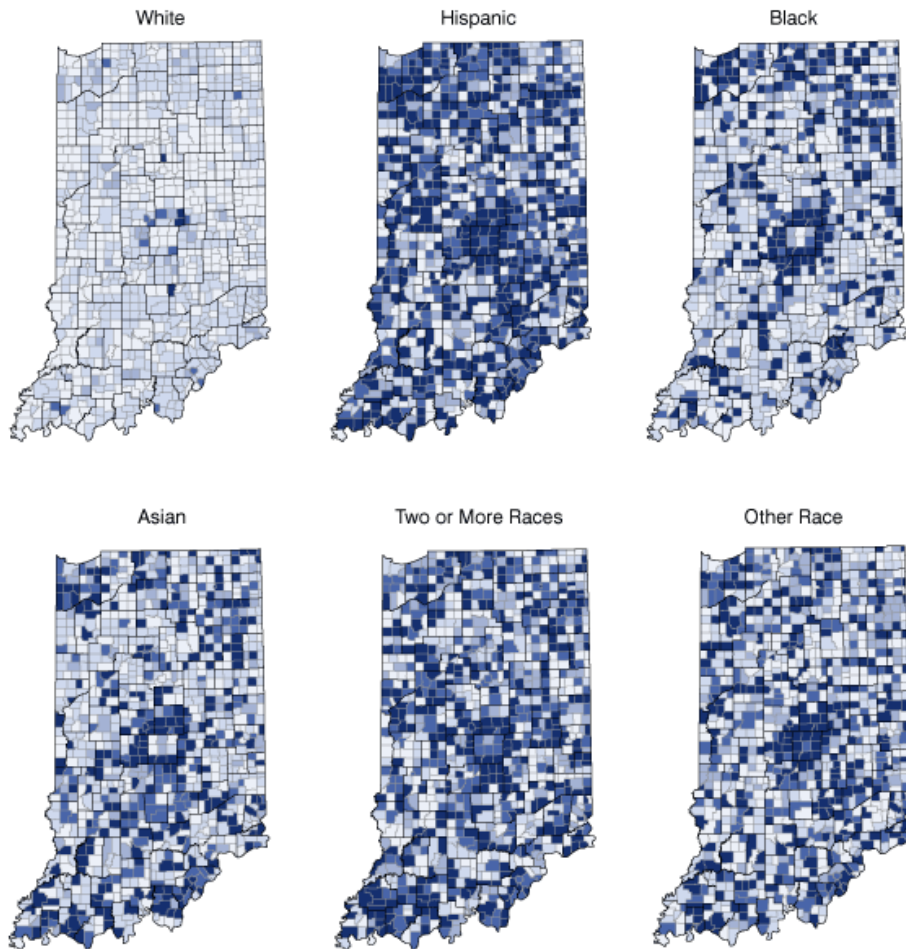 White
Hispanic
Black
Asian
Two or More Races
Other Race